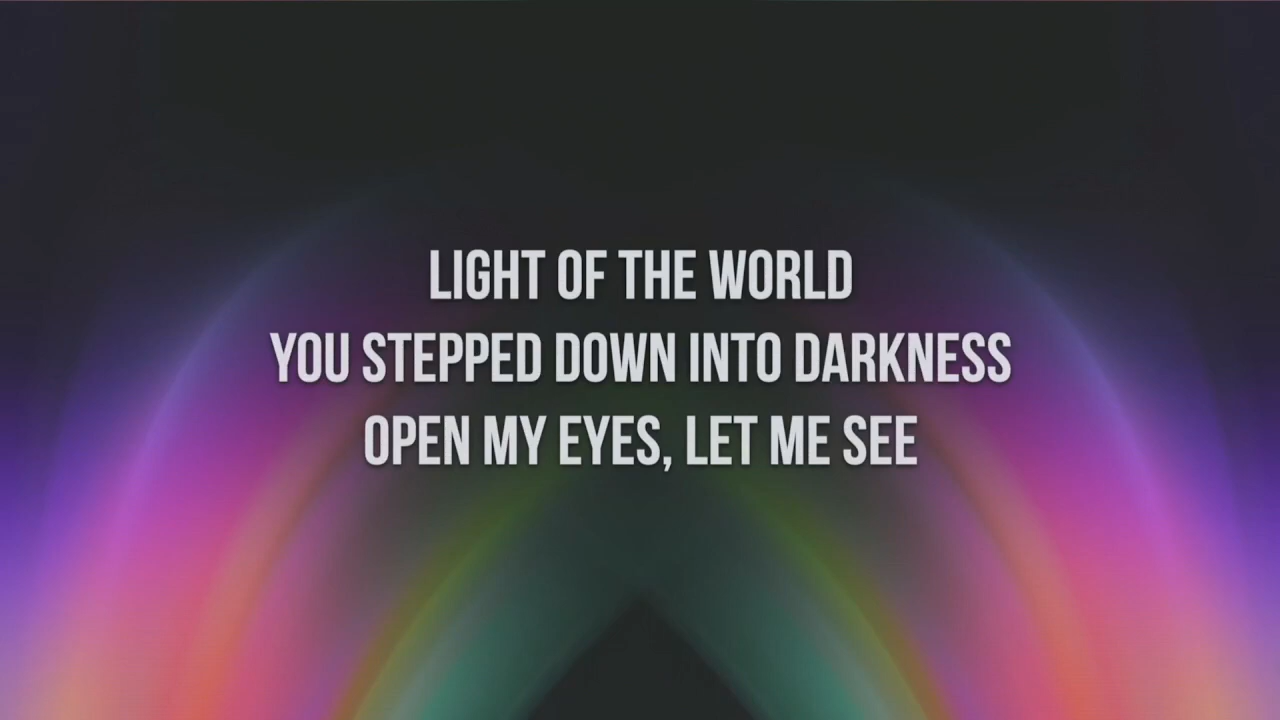 LIGHT OF THE WORLD
YOU STEPPED DOWN INTO DARKNESS
OPEN MY EYES, LET ME SEE